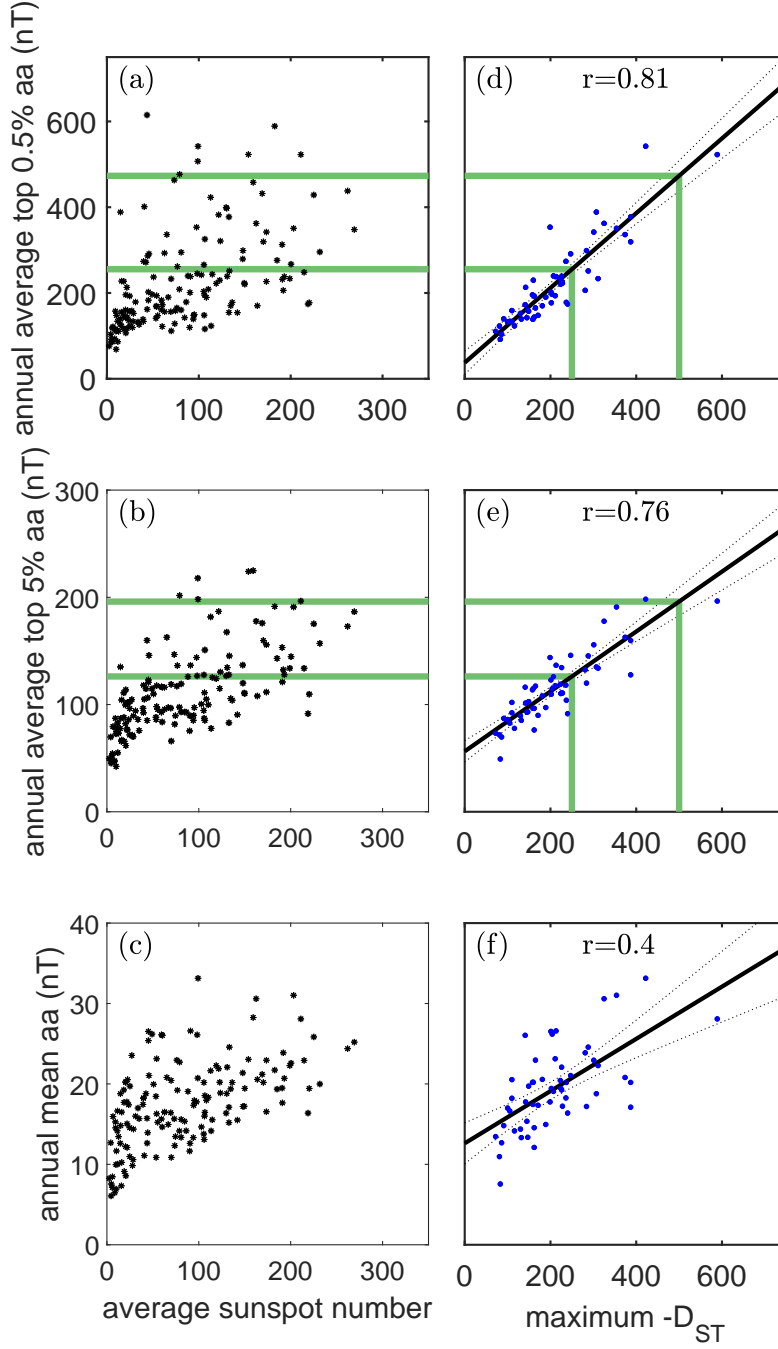 annual average top 0.5% aa (nT)
(a)
600
400
200
0
0 100 200 300
(d)
r=0.81
0 200 400 600
annual average top 5% aa (nT)
(b)
300
200
100
0
0 100 200 300
(e)
r=0.76
0 200 400 600
annual mean aa (nT)
(c)
40
30
20
10
0
0 100 200 300
average sunspot number
(f)
r=0.4
0 200 400 600
maximum -D_ST